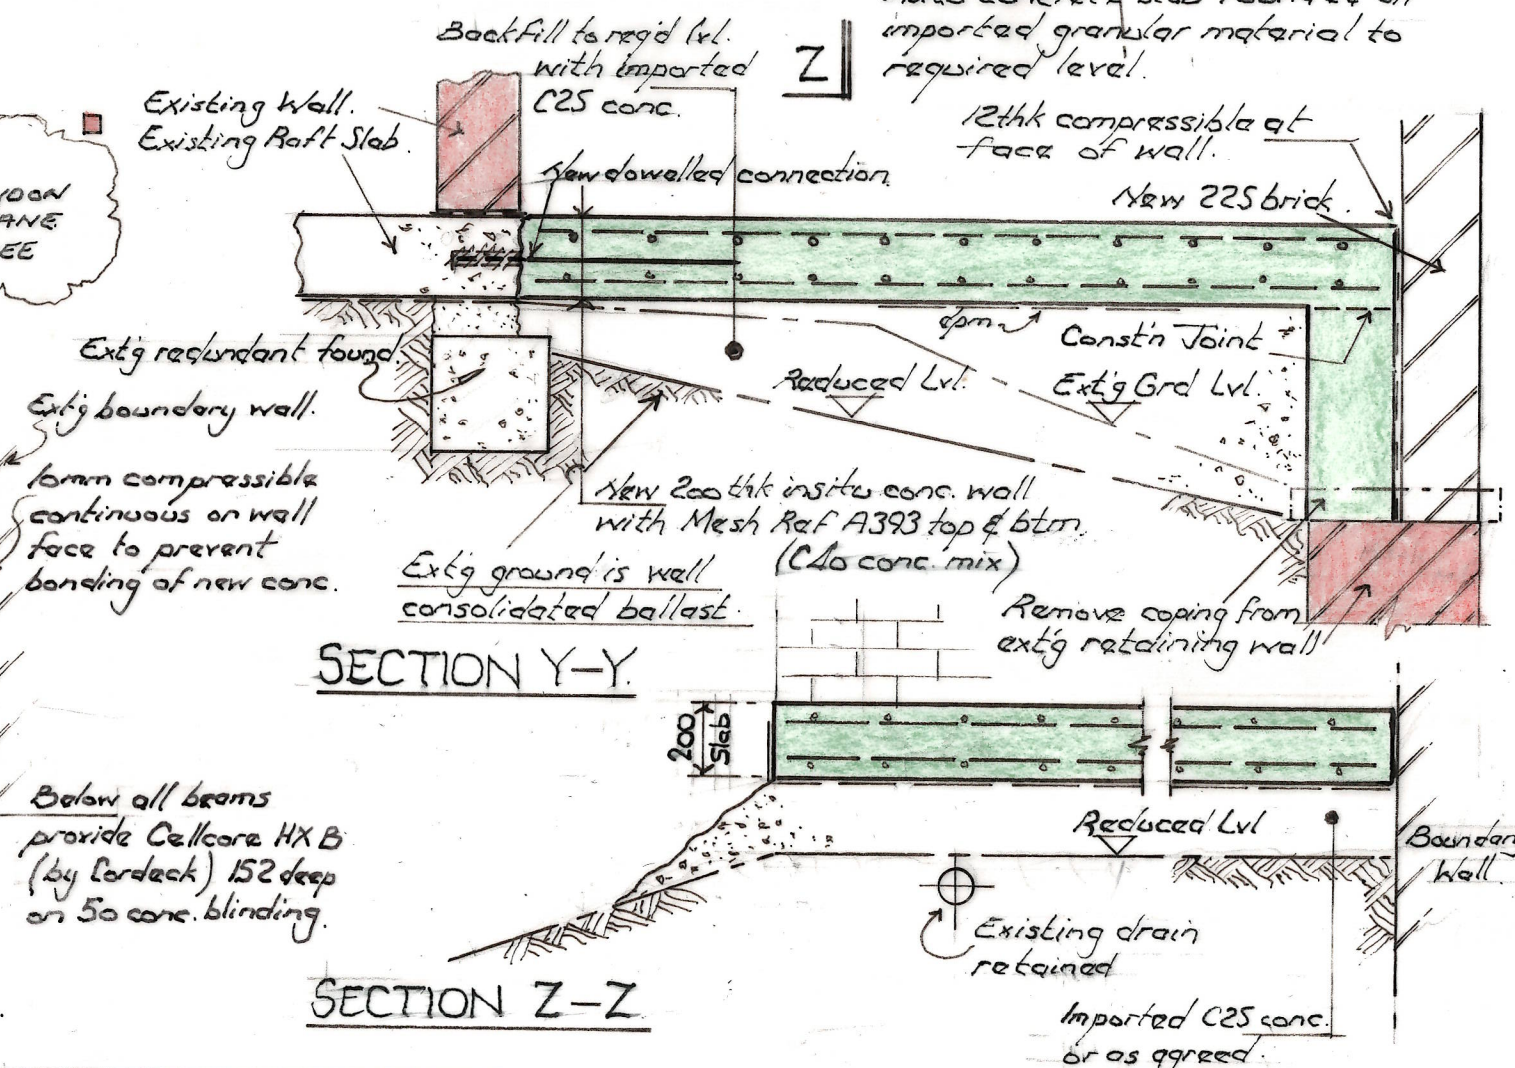 Backfill to req'd lvl.
with imported
C25 conc.
Z
imported granular material to
required level.
Existing Wall.
Existing Raft Slab.
12thk compressible at
face of wall.
New dowelled connection
New 225 brick.
EE
dpm
Const'n Joint
Ext'g redundant found.
Reduced Lvl.
Ext'g Grd Lvl.
Ext'g boundary wall.
10mm compressible
continuous on wall
face to prevent
bonding of new conc.
New 200thk insitu conc. wall
with Mesh Ref A393 top & btm.
(C40 conc. mix)
Ext'g ground is well
consolidated ballast.
Remove coping from
ext'g retaining wall
SECTION Y-Y.
200
Slab
Below all beams
provide Cellcore HX B
(by Cordeck) 152 deep
on 50 conc. blinding.
Reduced Lvl
Boundary
Wall.
Existing drain
retained
SECTION Z-Z.
Imported C25 conc.
or as agreed.